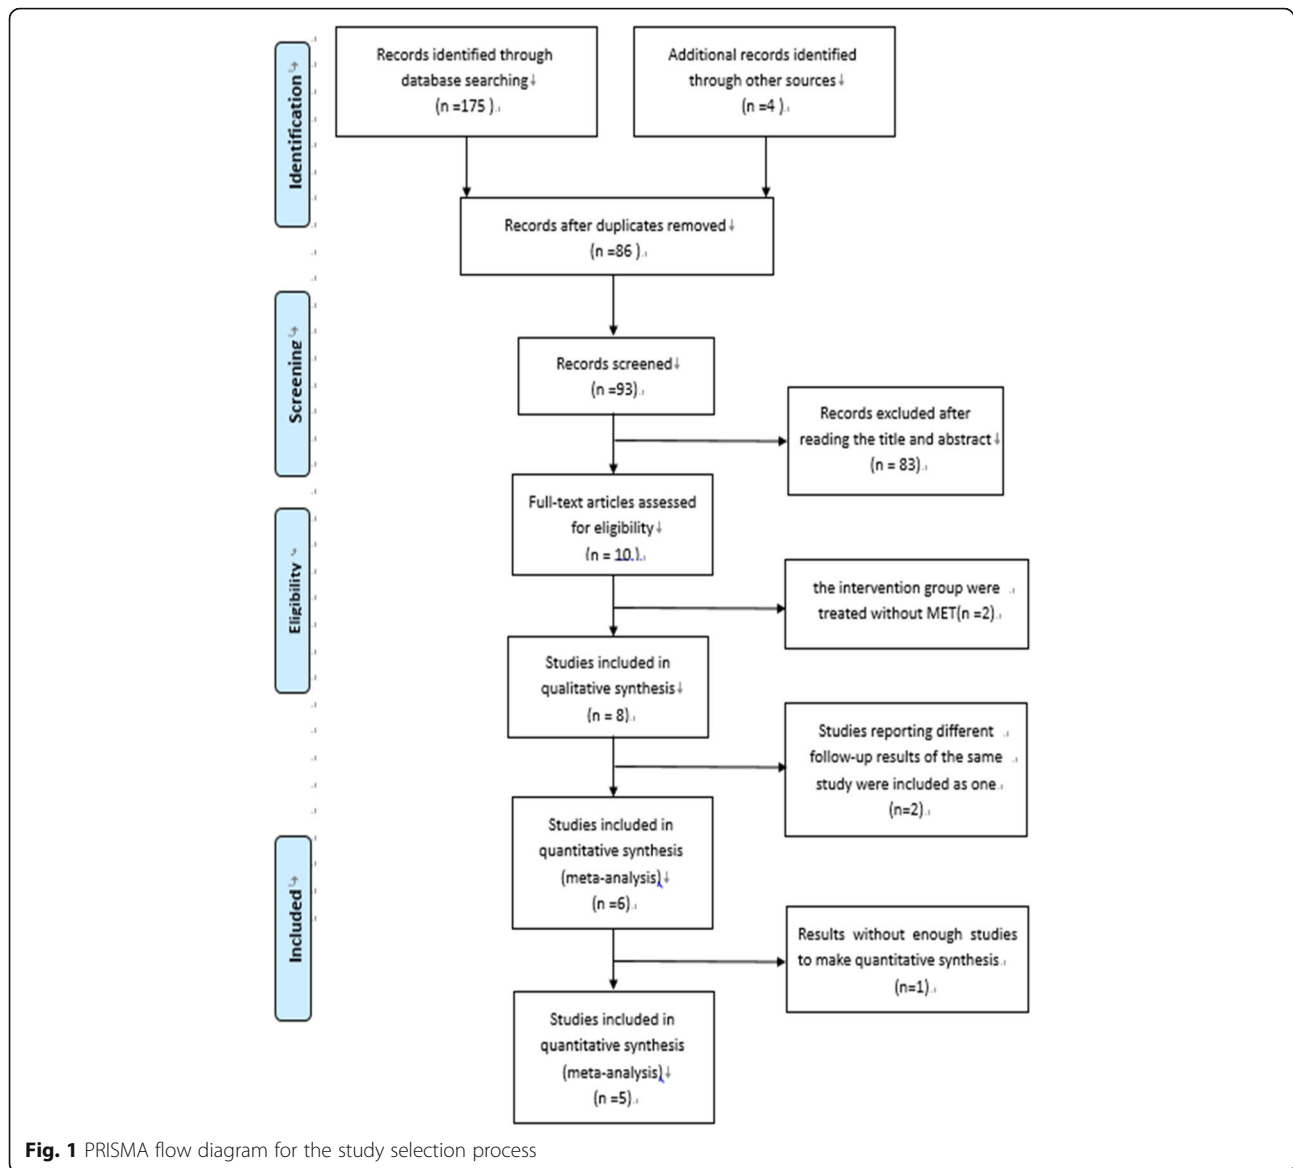 Identification
Records identified through
database searching↓
(n =175 ).
Additional records identified
through other sources↓
(n =4 ).
Records after duplicates removed↓
(n =86 ).
Screening
Records screened↓
(n =93).
Records excluded after
reading the title and abstract↓
(n = 83).
Full-text articles assessed
for eligibility↓
(n = 10.).
Eligibility
the intervention group were
treated without MET(n =2).
Studies included in
qualitative synthesis↓
(n = 8).
Studies reporting different
follow-up results of the same
study were included as one.
(n=2).
Included
Studies included in
quantitative synthesis
(meta-analysis)↓
(n =6).
Results without enough studies
to make quantitative synthesis.
(n=1).
Studies included in
quantitative synthesis
(meta-analysis)↓
(n =5).
Fig. 1 PRISMA flow diagram for the study selection process